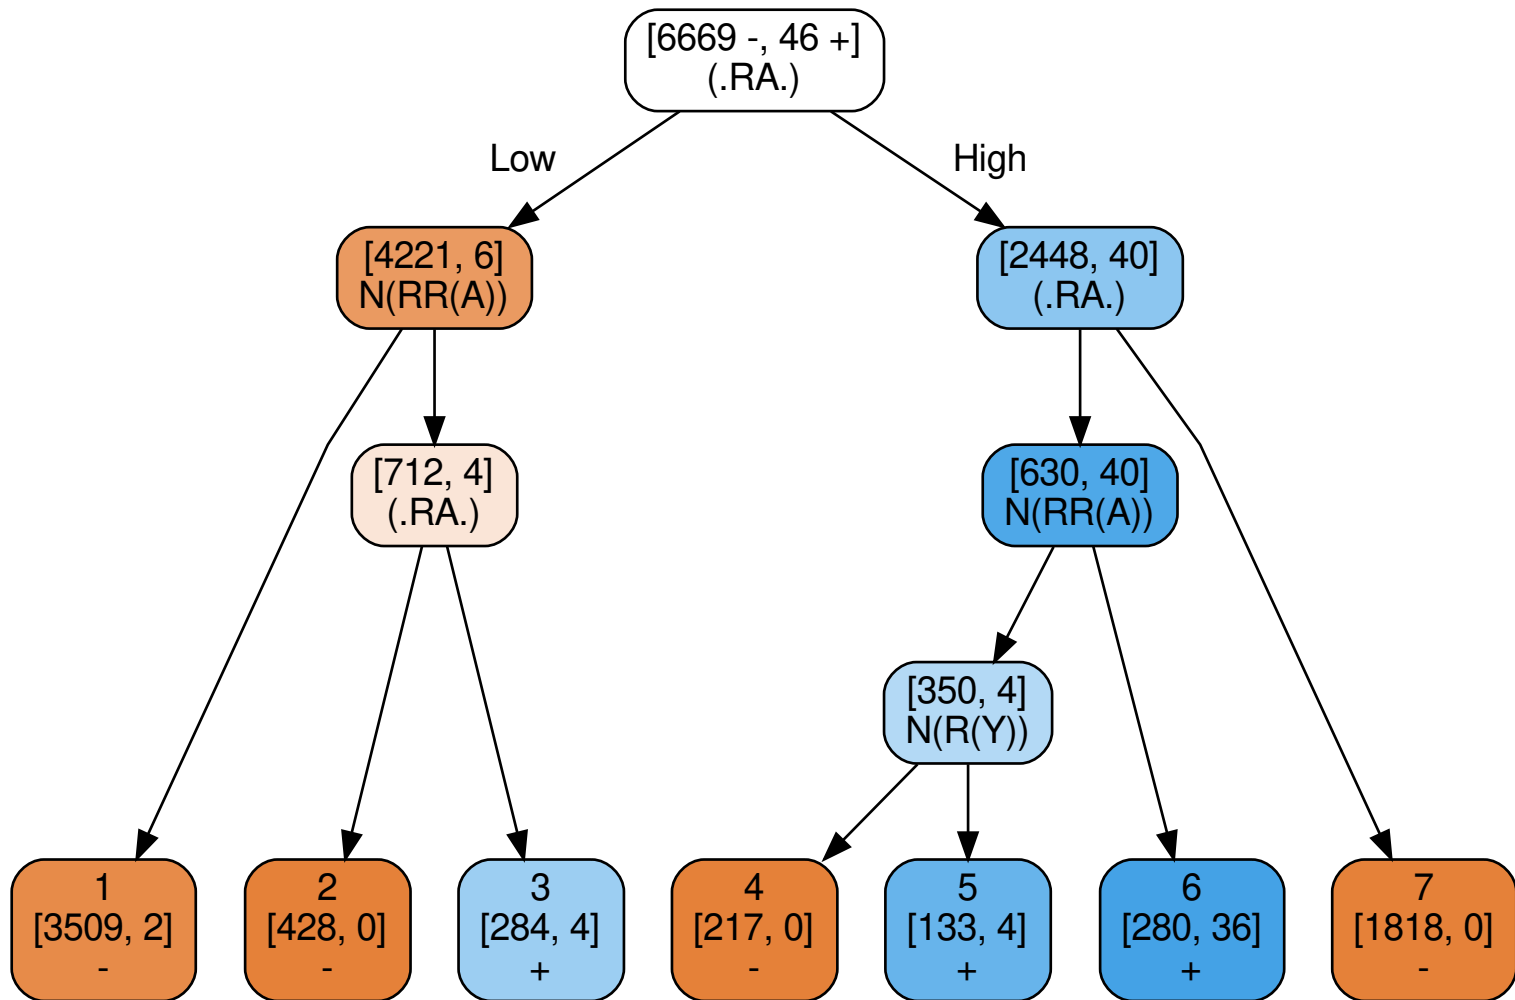 [6669 -, 46 +]
(.RA.)
Low
High
[4221, 6]
N(RR(A))
[2448, 40]
(.RA.)
[712, 4]
(.RA.)
[630, 40]
N(RR(A))
[350, 4]
N(R(Y))
1
[3509, 2]
-
2
[428, 0]
-
3
[284, 4]
+
4
[217, 0]
-
5
[133, 4]
+
6
[280, 36]
+
7
[1818, 0]
-